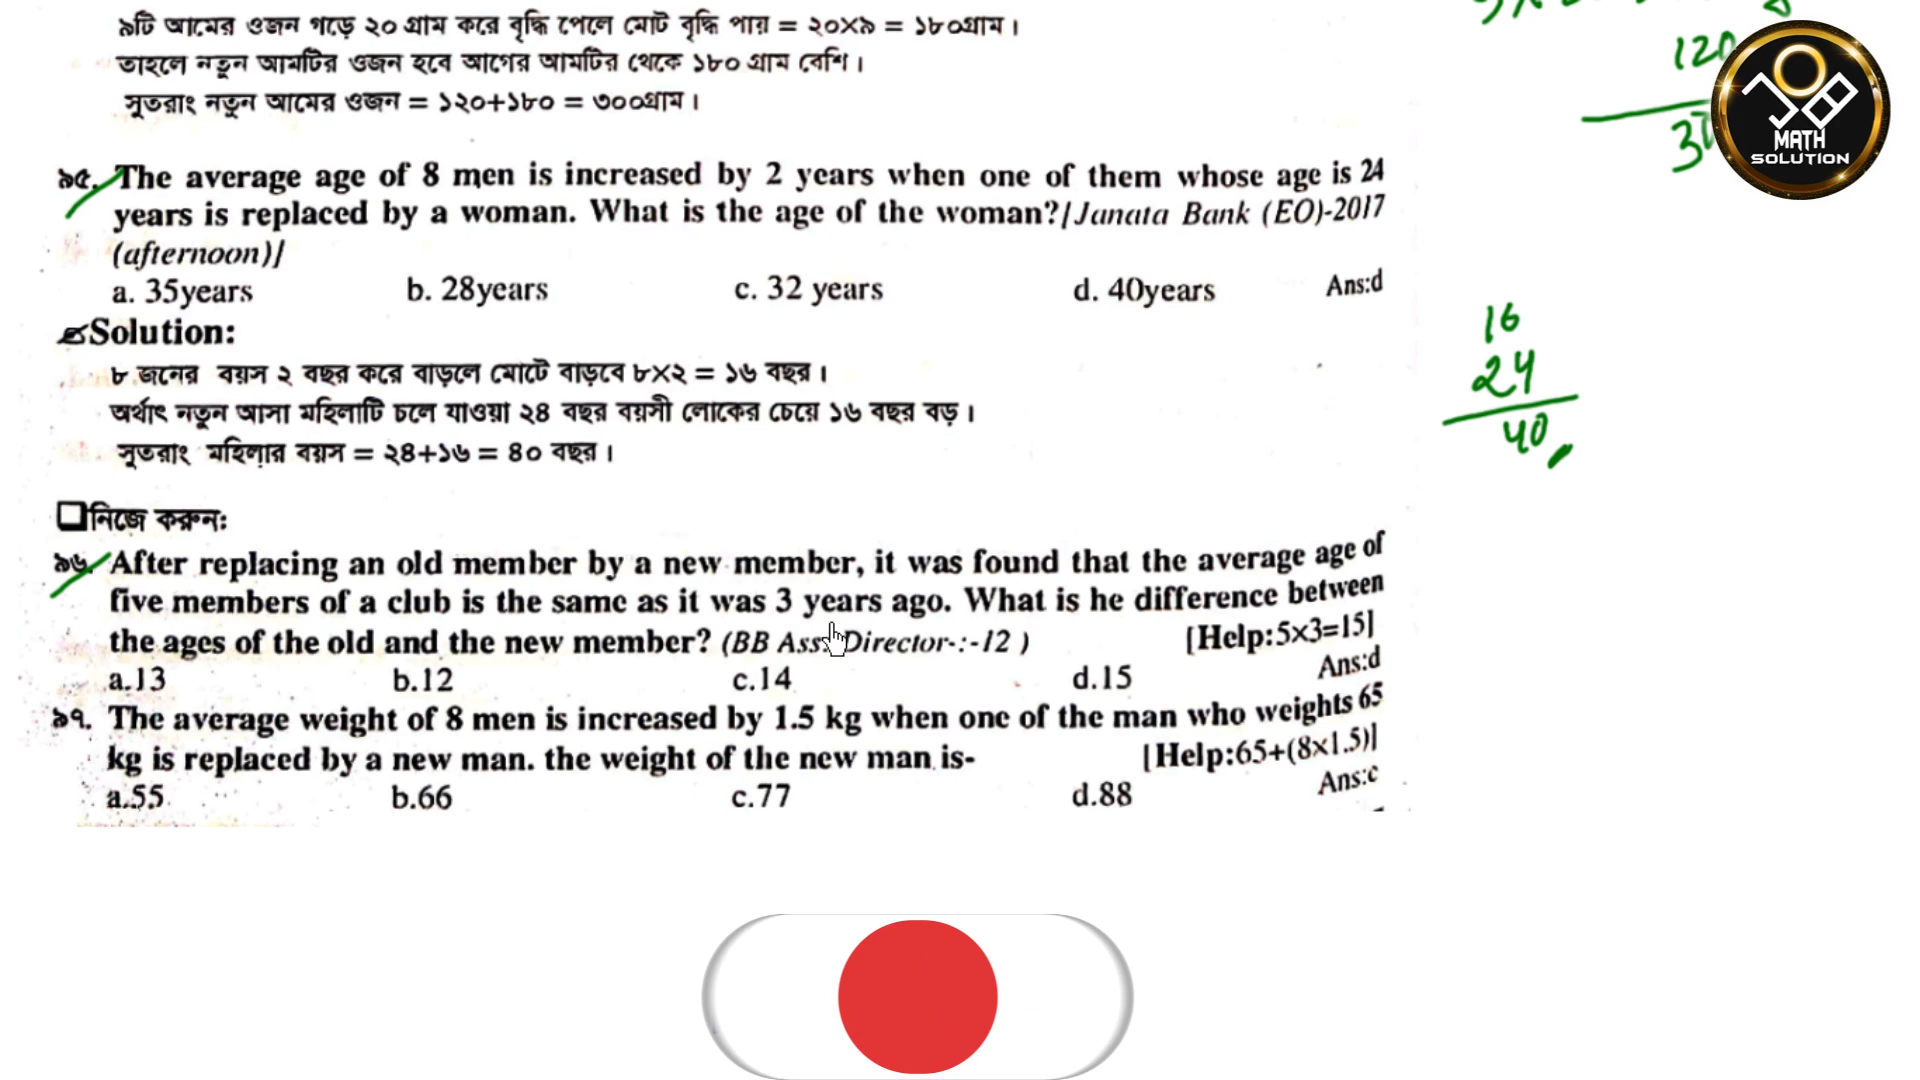 ৯টি আমের ওজন গড়ে ২০ গ্রাম করে বৃদ্ধি পেলে মোট বৃদ্ধি পায় = ২০×৯ = ১৮০গ্রাম।
তাহলে নতুন আমটির ওজন হবে আগের আমটির থেকে ১৮০ গ্রাম বেশি।
সুতরাং নতুন আমের ওজন = ১২০+১৮০ = ৩০০গ্রাম।
120
MATH
SOLUTION
৯৫. The average age of 8 men is increased by 2 years when one of them whose age is 24
years is replaced by a woman. What is the age of the woman?[Janata Bank (EO)-2017
(afternoon)]
a. 35years b. 28years c. 32 years d. 40years Ans:d
Solution:
৮ জনের বয়স ২ বছর করে বাড়লে মোটে বাড়বে ৮×২ = ১৬ বছর।
অর্থাৎ নতুন আসা মহিলাটি চলে যাওয়া ২৪ বছর বয়সী লোকের চেয়ে ১৬ বছর বড়।
সুতরাং মহিলার বয়স = ২৪+১৬ = ৪০ বছর।
16
24
40
নিজে করুন:
৯৬. After replacing an old member by a new member, it was found that the average age of
five members of a club is the same as it was 3 years ago. What is he difference between
the ages of the old and the new member? (BB Ass: Director-:-12 ) [Help:5x3=15]
a.13 b.12 c.14 d.15 Ans:d
৯৭. The average weight of 8 men is increased by 1.5 kg when one of the man who weights 65
kg is replaced by a new man. the weight of the new man is- [Help:65+(8x1.5)]
a.55 b.66 c.77 d.88 Ans:c